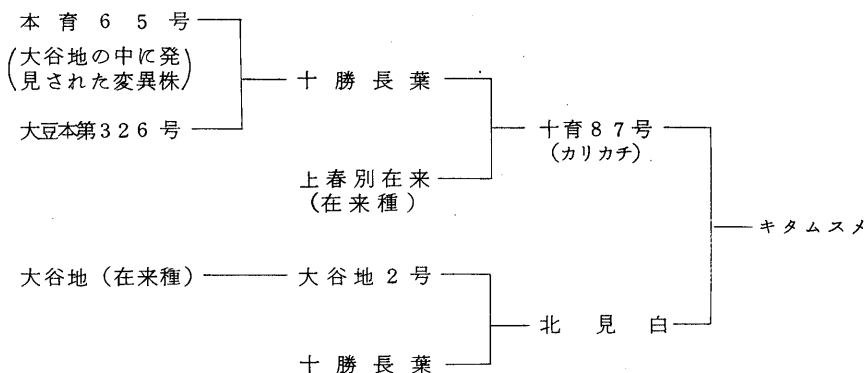 本育65号
(大谷地の中に発
見された変異株)
十勝長葉
大豆本第326号
十育87号
(カリカチ)
上春別在来
(在来種)
キタムスメ
大谷地(在来種)
大谷地2号
北見白
十勝長葉